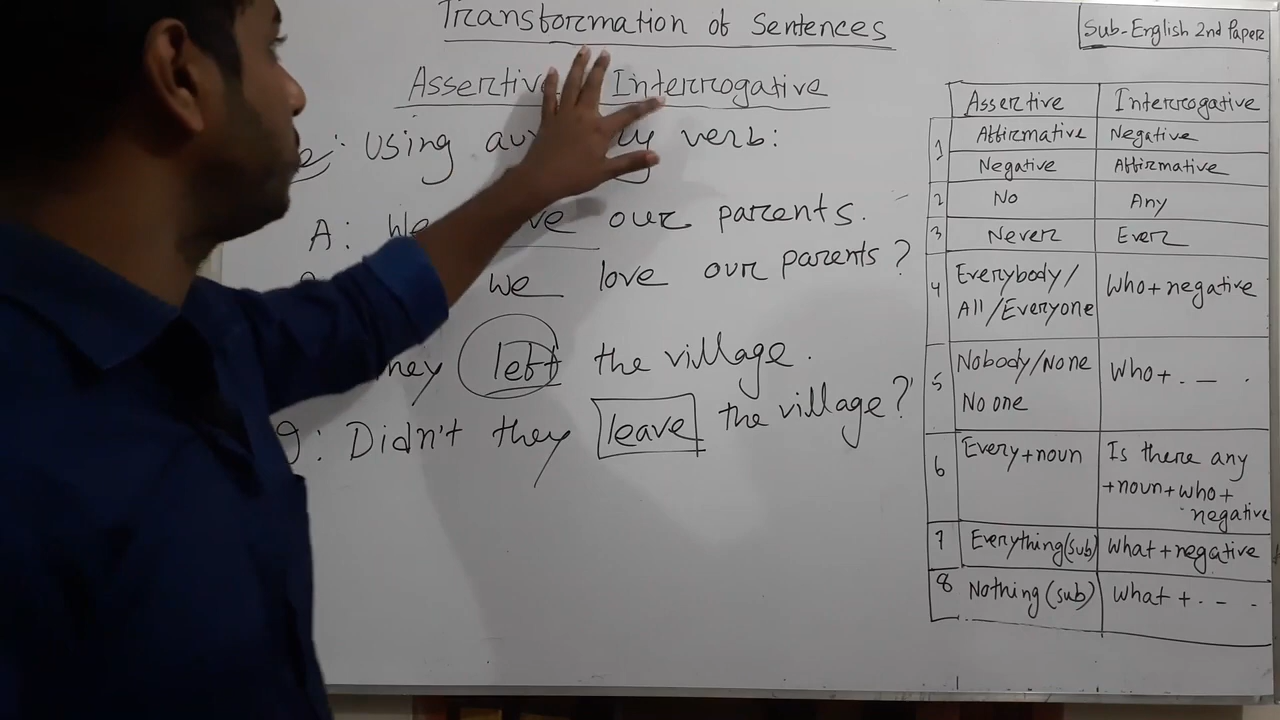 Transformation of Sentences
Sub-English 2nd Paper
Assertive Interrogative
using verb:
A: We our parents.
we love our parents?
left the village.
Didn't they leave the village?
Assertive Interrogative
1 Affirmative Negative
Negative Affirmative
2 No Any
3 Never Ever
4 Everybody/ Who+negative
All/Everyone
5 Nobody/None Who+. — .
No one
6 Every+noun Is there any
+noun+who+
negative
7 Everything(sub) What+negative
8 Nothing(sub) What +. - .